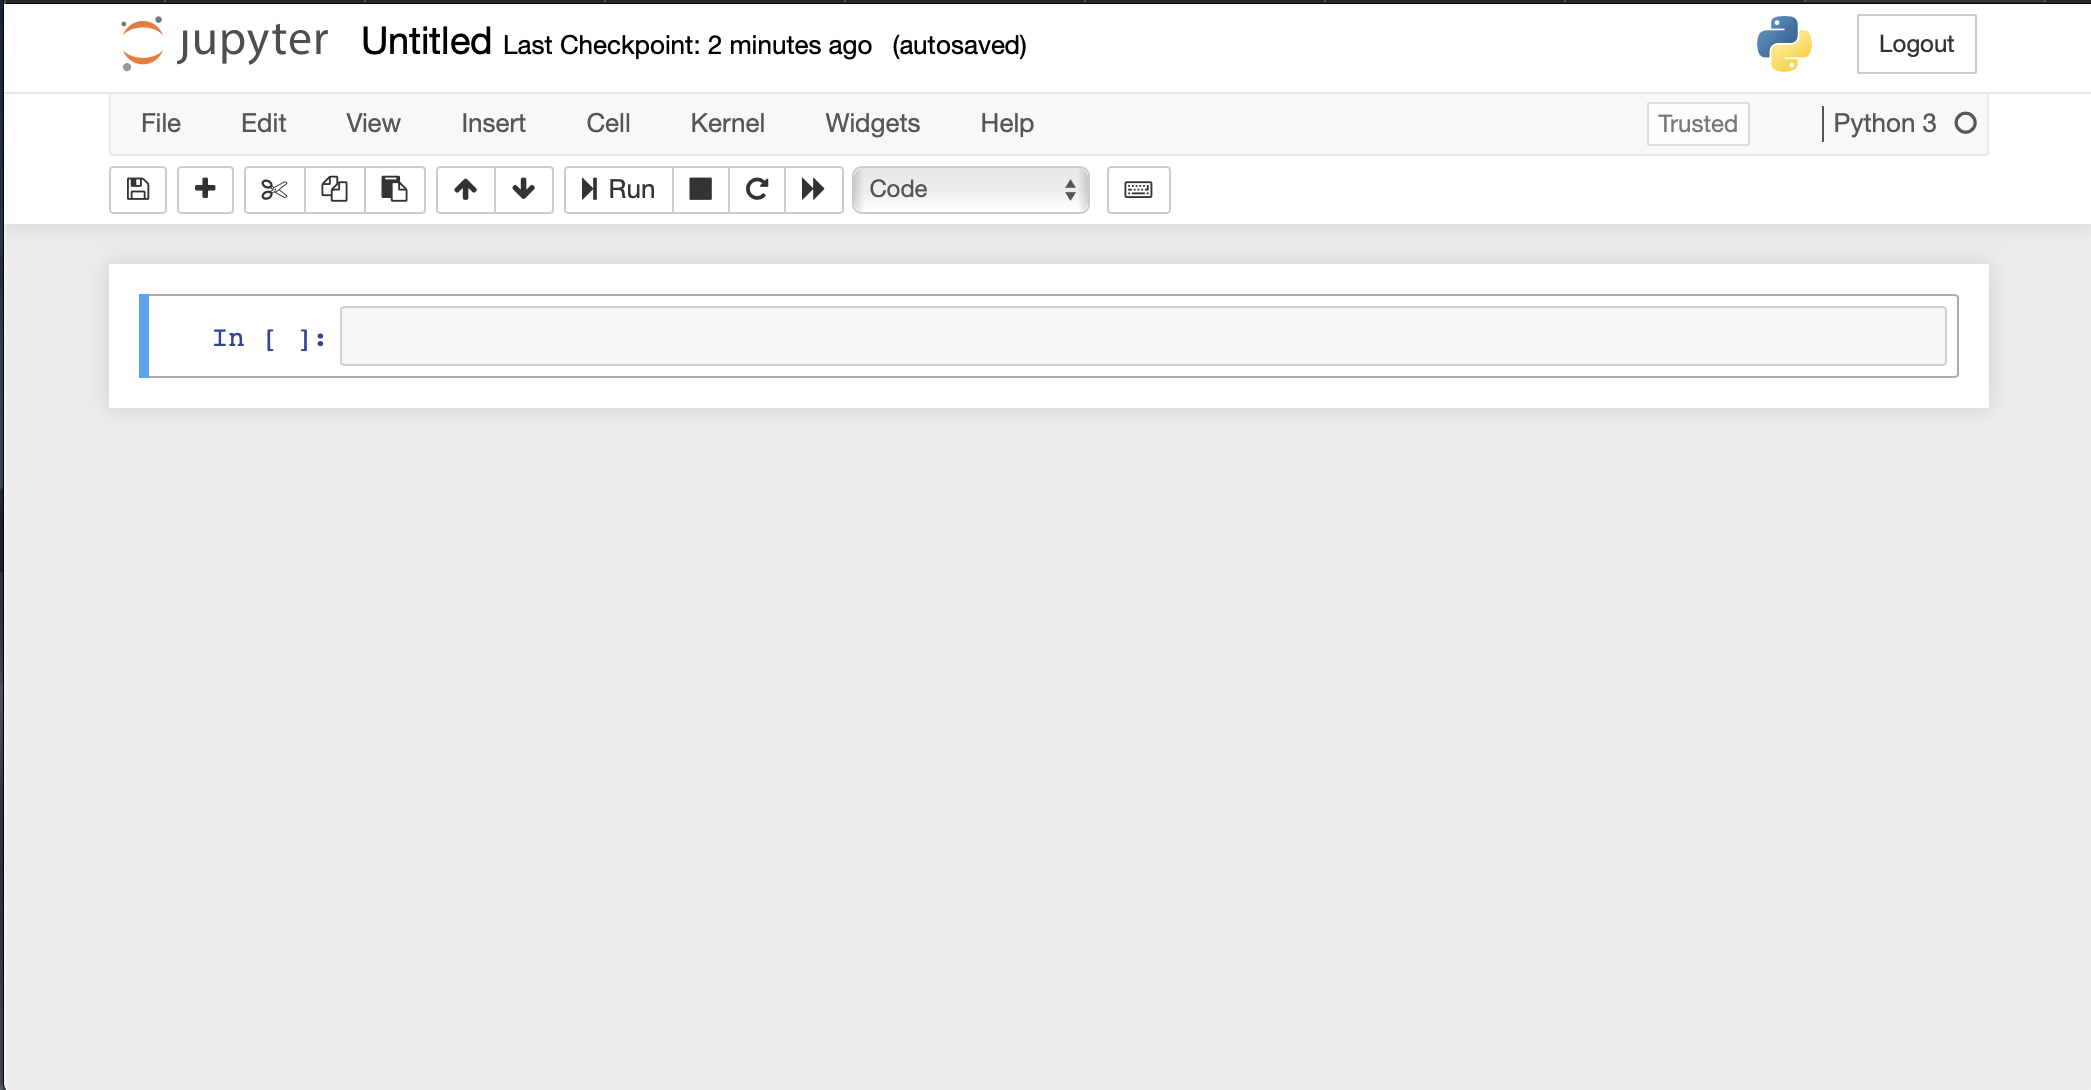 jupyter Untitled Last Checkpoint: 2 minutes ago (autosaved) Logout
File Edit View Insert Cell Kernel Widgets Help Trusted Python 3
Run Code
In [ ]: